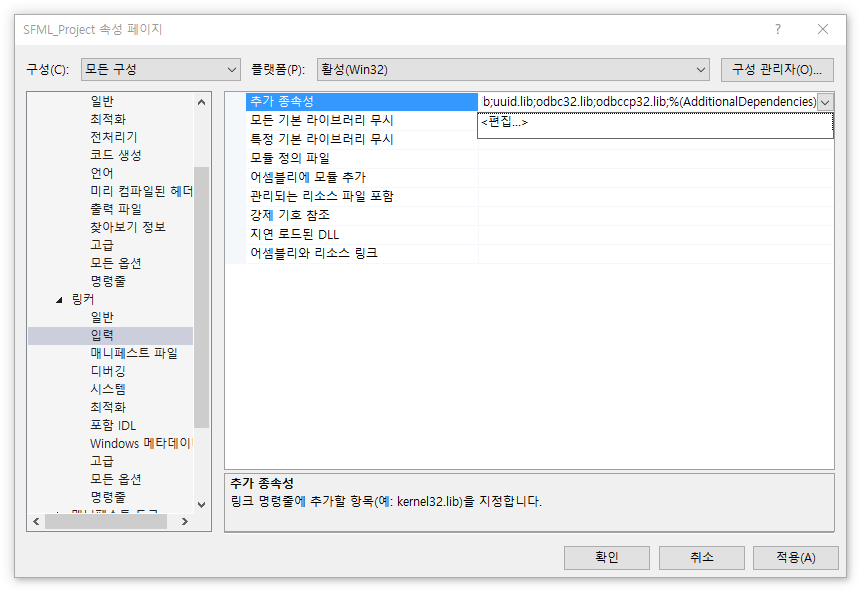 SFML_Project 속성 페이지
구성(C): 모든 구성 플랫폼(P): 활성(Win32) 구성 관리자(O)...
일반
최적화
전처리기
코드 생성
언어
미리 컴파일된 헤더
출력 파일
찾아보기 정보
고급
모든 옵션
명령줄
링커
일반
입력
매니페스트 파일
디버깅
시스템
최적화
포함 IDL
Windows 메타데이터
고급
모든 옵션
명령줄
매니페스트 도구
추가 종속성 b;uuid.lib;odbc32.lib;odbccp32.lib;%(AdditionalDependencies)
모든 기본 라이브러리 무시 <편집...>
특정 기본 라이브러리 무시
모듈 정의 파일
어셈블리에 모듈 추가
관리되는 리소스 파일 포함
강제 기호 참조
지연 로드된 DLL
어셈블리와 리소스 링크
추가 종속성
링크 명령줄에 추가할 항목(예: kernel32.lib)을 지정합니다.
확인 취소 적용(A)